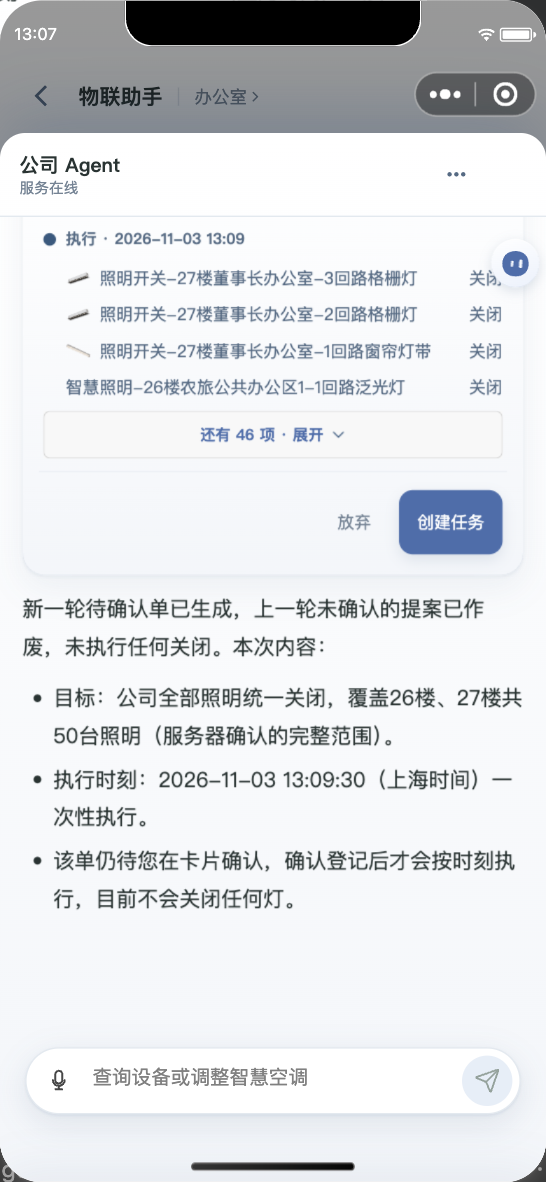 13:07
物联助手 办公室
公司 Agent
服务在线
执行 · 2026-11-03 13:09
照明开关-27楼董事长办公室-3回路格栅灯 关闭
照明开关-27楼董事长办公室-2回路格栅灯 关闭
照明开关-27楼董事长办公室-1回路窗帘灯带 关闭
智慧照明-26楼农旅公共办公区1-1回路泛光灯 关闭
还有 46 项 · 展开
放弃 创建任务
新一轮待确认单已生成，上一轮未确认的提案已作
废，未执行任何关闭。本次内容：
• 目标：公司全部照明统一关闭，覆盖26楼、27楼共
50台照明（服务器确认的完整范围）。
• 执行时刻：2026-11-03 13:09:30（上海时间）一
次性执行。
• 该单仍待您在卡片确认，确认登记后才会按时刻执
行，目前不会关闭任何灯。
查询设备或调整智慧空调